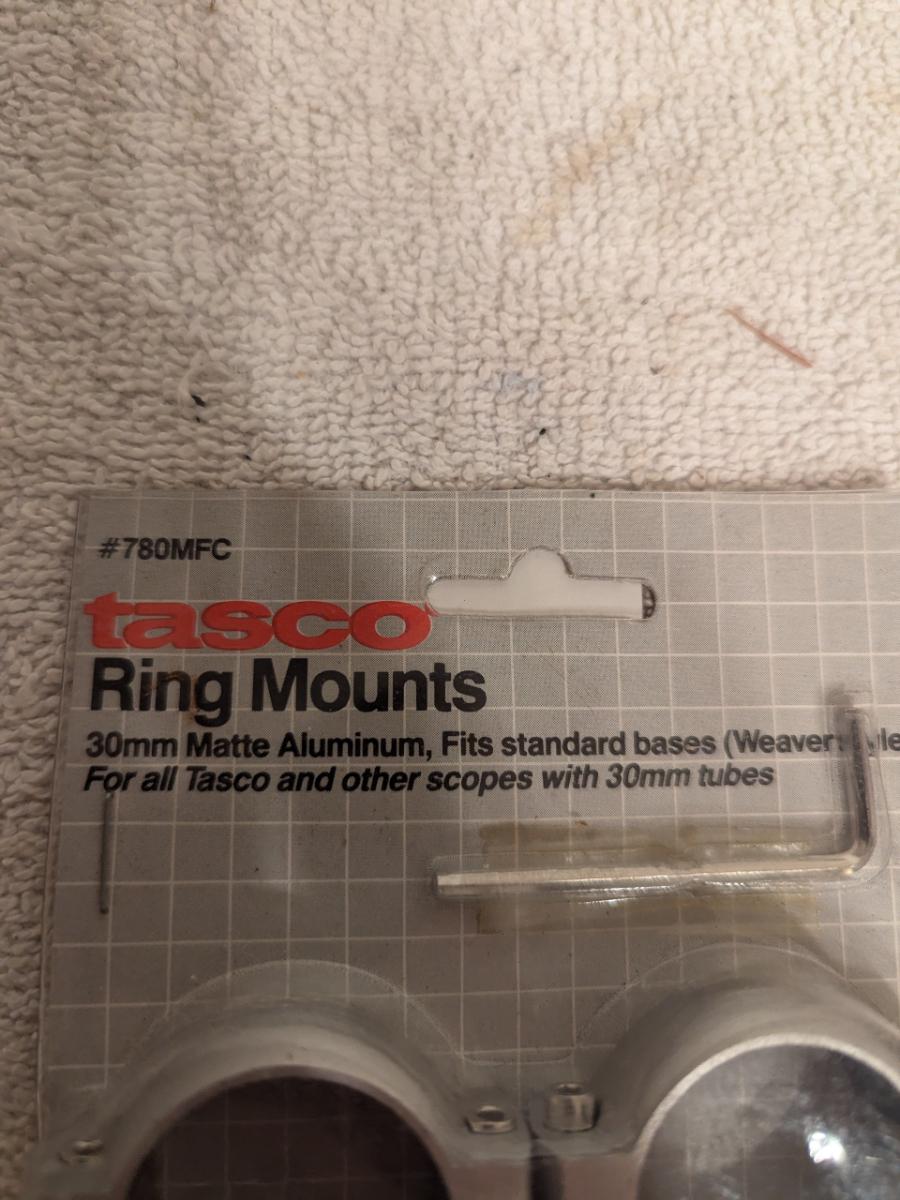 #780MFC
tasco
Ring Mounts
30mm Matte Aluminum, Fits standard bases (Weaver
For all Tasco and other scopes with 30mm tubes